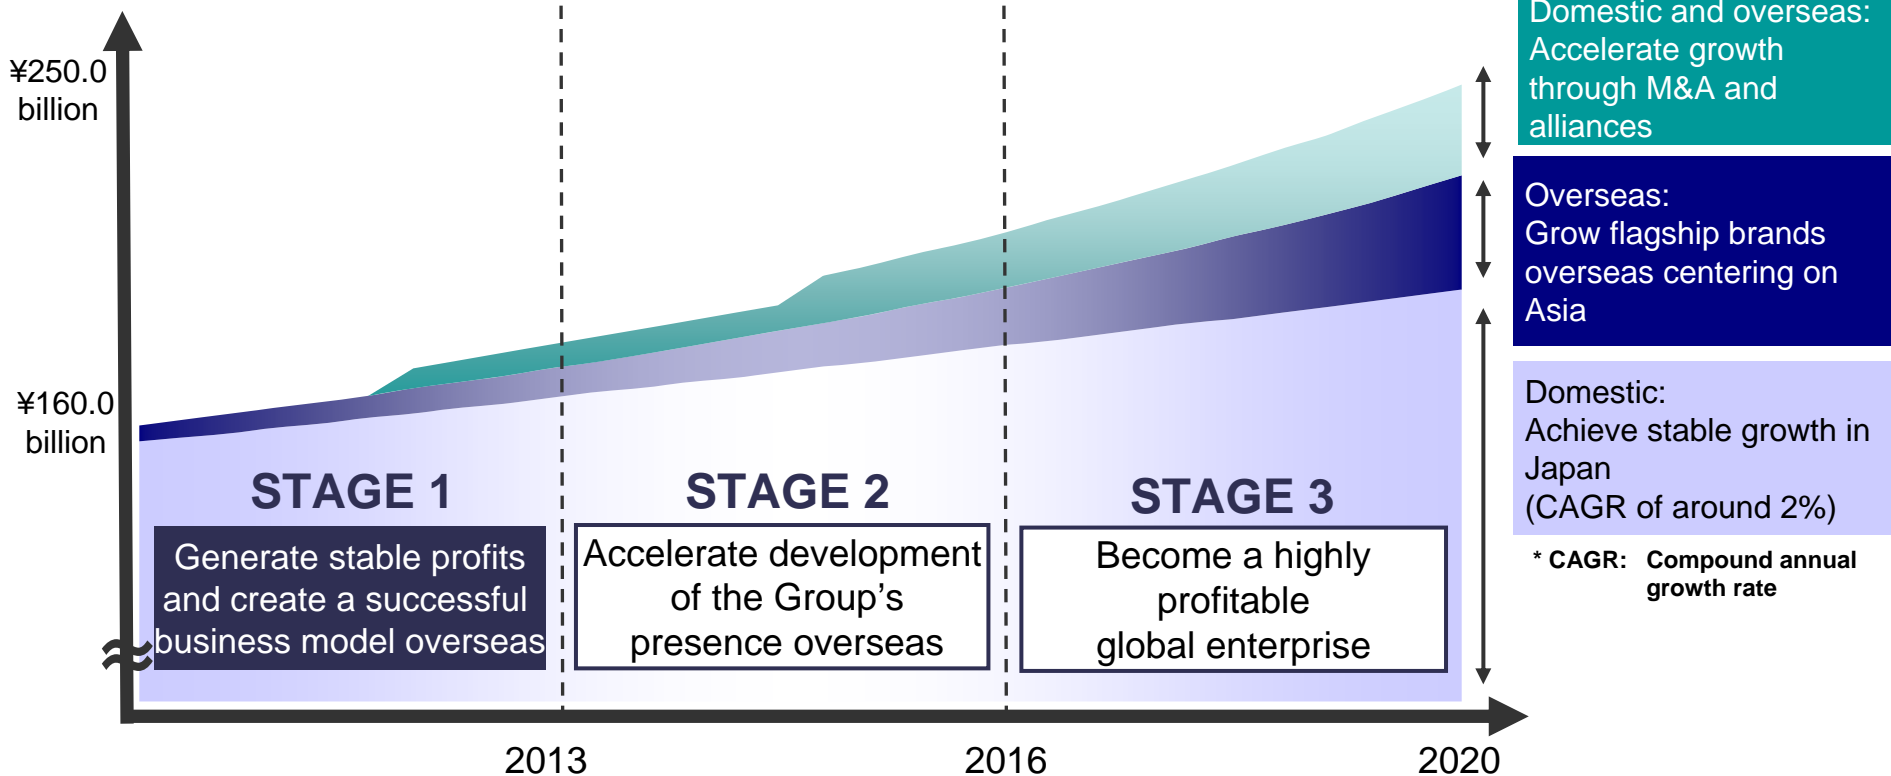 Domestic and overseas:
Accelerate growth
through M&A and
alliances
¥250.0
billion
Overseas:
Grow flagship brands
overseas centering on
Asia
¥160.0
billion
Domestic:
Achieve stable growth in
Japan
(CAGR of around 2%)
* CAGR: Compound annual
growth rate
STAGE 1
Generate stable profits
and create a successful
business model overseas
STAGE 2
Accelerate development
of the Group’s
presence overseas
STAGE 3
Become a highly
profitable
global enterprise
2013
2016
2020